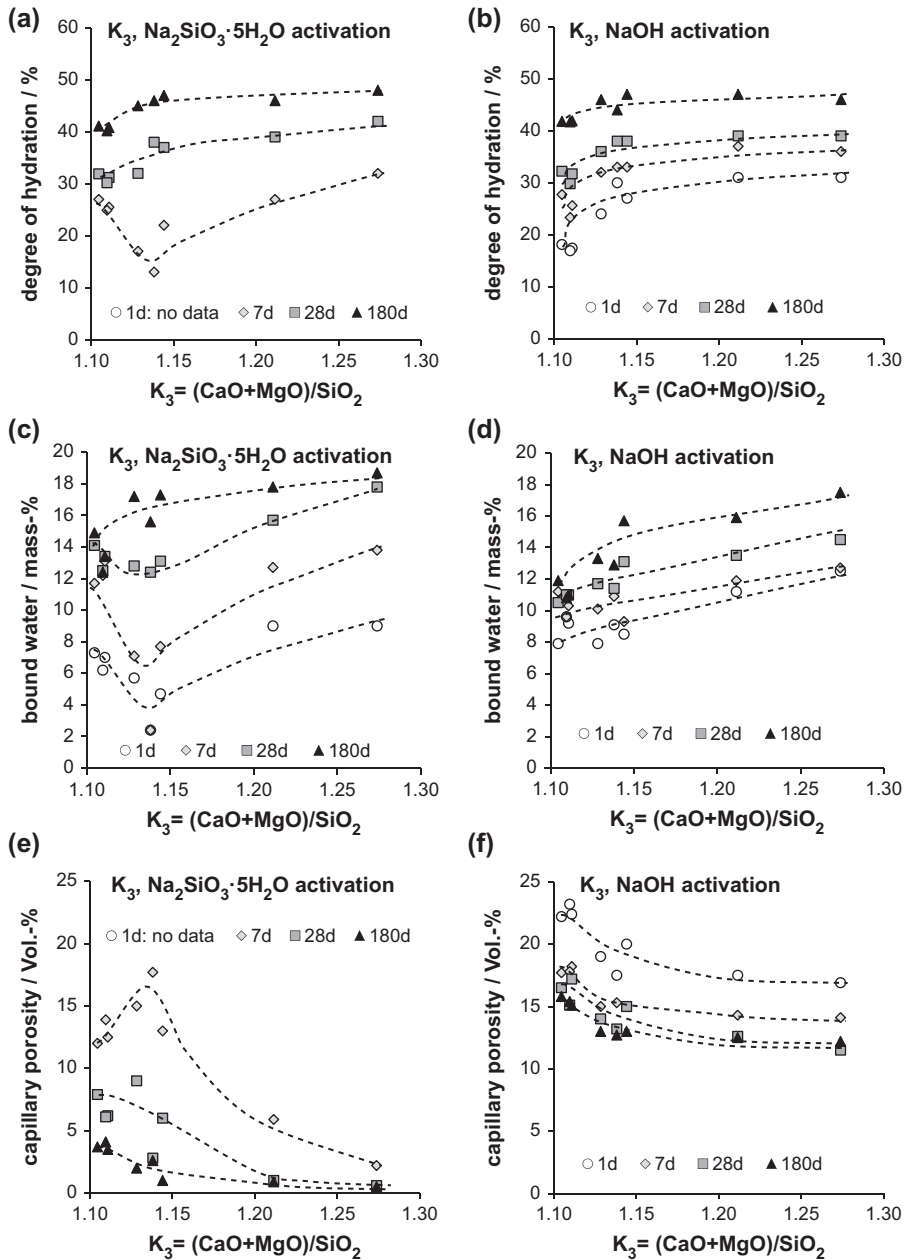 (a)
K₃, Na₂SiO₃·5H₂O activation
degree of hydration / %
60
50
40
30
20
10
0
1d: no data 7d 28d 180d
1.10 1.15 1.20 1.25 1.30
K₃= (CaO+MgO)/SiO₂
(b)
K₃, NaOH activation
degree of hydration / %
60
50
40
30
20
10
0
1d 7d 28d 180d
1.10 1.15 1.20 1.25 1.30
K₃= (CaO+MgO)/SiO₂
(c)
K₃, Na₂SiO₃·5H₂O activation
bound water / mass-%
20
18
16
14
12
10
8
6
4
2
0
1d 7d 28d 180d
1.10 1.15 1.20 1.25 1.30
K₃= (CaO+MgO)/SiO₂
(d)
K₃, NaOH activation
bound water / mass-%
20
18
16
14
12
10
8
6
4
2
0
1d 7d 28d 180d
1.10 1.15 1.20 1.25 1.30
K₃= (CaO+MgO)/SiO₂
(e)
K₃, Na₂SiO₃·5H₂O activation
capillary porosity / Vol.-%
25
20
15
10
5
0
1d: no data 7d 28d 180d
1.10 1.15 1.20 1.25 1.30
K₃= (CaO+MgO)/SiO₂
(f)
K₃, NaOH activation
capillary porosity / Vol.-%
25
20
15
10
5
0
1d 7d 28d 180d
1.10 1.15 1.20 1.25 1.30
K₃= (CaO+MgO)/SiO₂